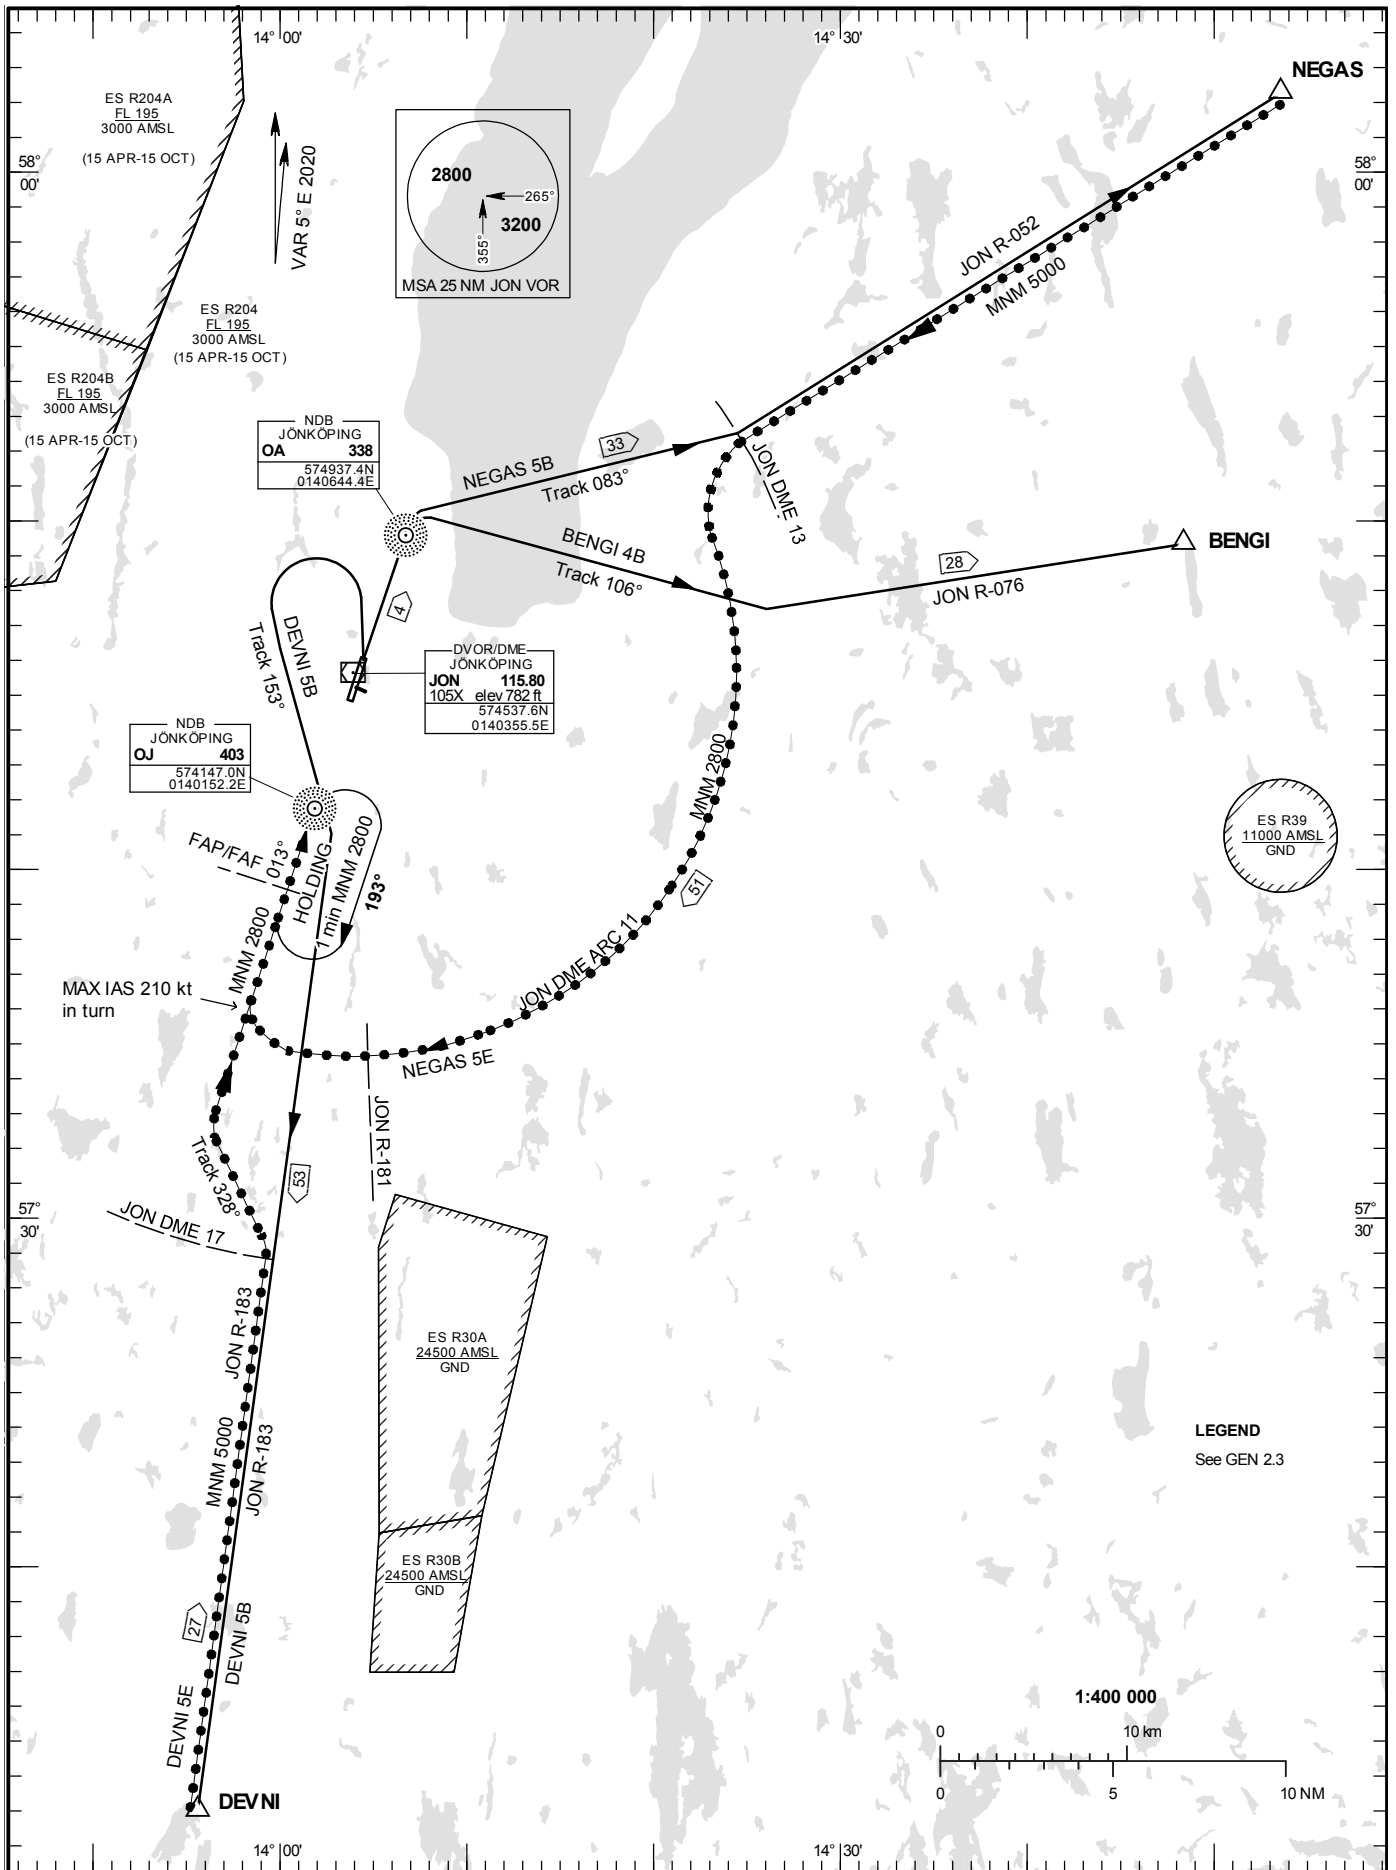 14° 00'
14° 30'
NEGAS
ES R204A
FL 195
3000 AMSL
(15 APR-15 OCT)
58°
00'
58°
00'
VAR 5° E 2020
2800
265°
3200
355°
MSA 25 NM JON VOR
JON R-052
MNM 5000
ES R204
FL 195
3000 AMSL
(15 APR-15 OCT)
ES R204B
FL 195
3000 AMSL
(15 APR-15 OCT)
NDB
JÖNKÖPING
OA 338
574937.4N
0140644.4E
33
NEGAS 5B
Track 083°
JON DME 13
BENGI 4B
Track 106°
BENGI
28
JON R-076
4
DEVNI 5B
Track 153°
DVOR/DME
JÖNKÖPING
JON 115.80
105X elev 782 ft
574537.6N
0140355.5E
NDB
JÖNKÖPING
OJ 403
574147.0N
0140152.2E
MNM 2800
ES R39
11000 AMSL
GND
FAP/FAF
013°
HOLDING
1 min MNM 2800
193°
51
MNM 2800
JON DME ARC 11
MAX IAS 210 kt
in turn
NEGAS 5E
JON R-181
Track 328°
53
JON DME 17
57°
30'
57°
30'
JON R-183
ES R30A
24500 AMSL
GND
MNM 5000
JON R-183
LEGEND
See GEN 2.3
ES R30B
24500 AMSL
GND
27
DEVNI 5B
DEVNI 5E
1:400 000
0
10 km
0
5
10 NM
DEVNI
14° 00'
14° 30'